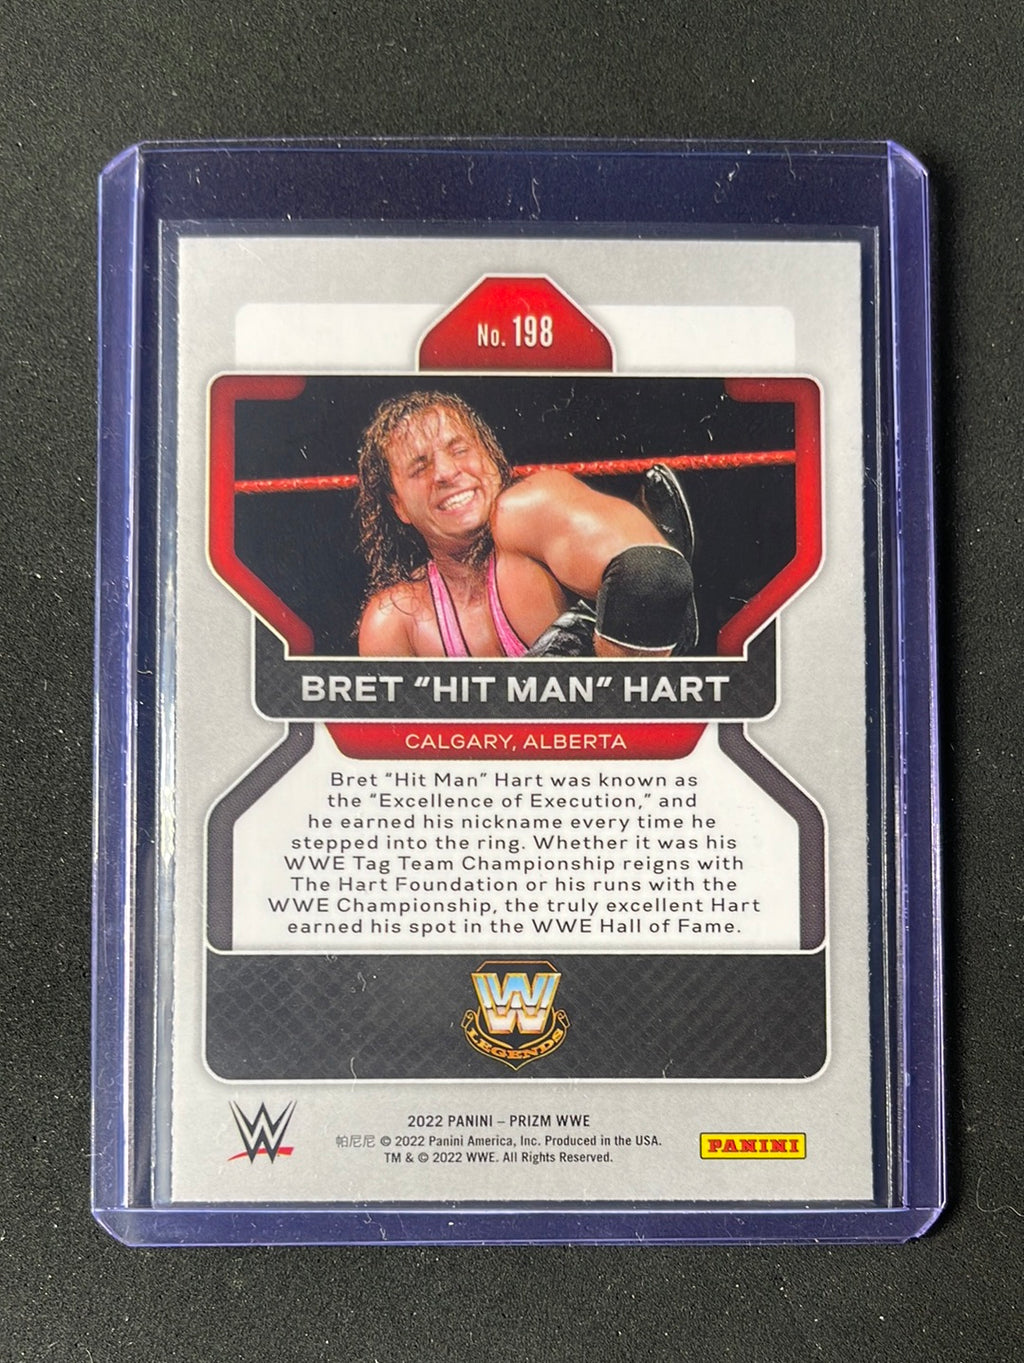 No. 198
BRET "HIT MAN" HART
CALGARY, ALBERTA
Bret "Hit Man" Hart was known as
the "Excellence of Execution," and
he earned his nickname every time he
stepped into the ring. Whether it was his
WWE Tag Team Championship reigns with
The Hart Foundation or his runs with the
WWE Championship, the truly excellent Hart
earned his spot in the WWE Hall of Fame.
W
LEGENDS
W
2022 PANINI – PRIZM WWE
帕尼尼 © 2022 Panini America, Inc. Produced in the USA.
TM & © 2022 WWE. All Rights Reserved.
PANINI